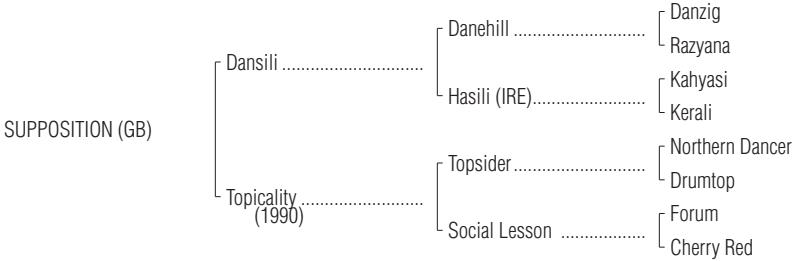 Danzig
Danehill ................................
Razyana
Dansili ..................................
Kahyasi
Hasili (IRE)...........................
Kerali
SUPPOSITION (GB)
Northern Dancer
Topsider................................
Drumtop
Topicality .............................
(1990)
Forum
Social Lesson ....................
Cherry Red